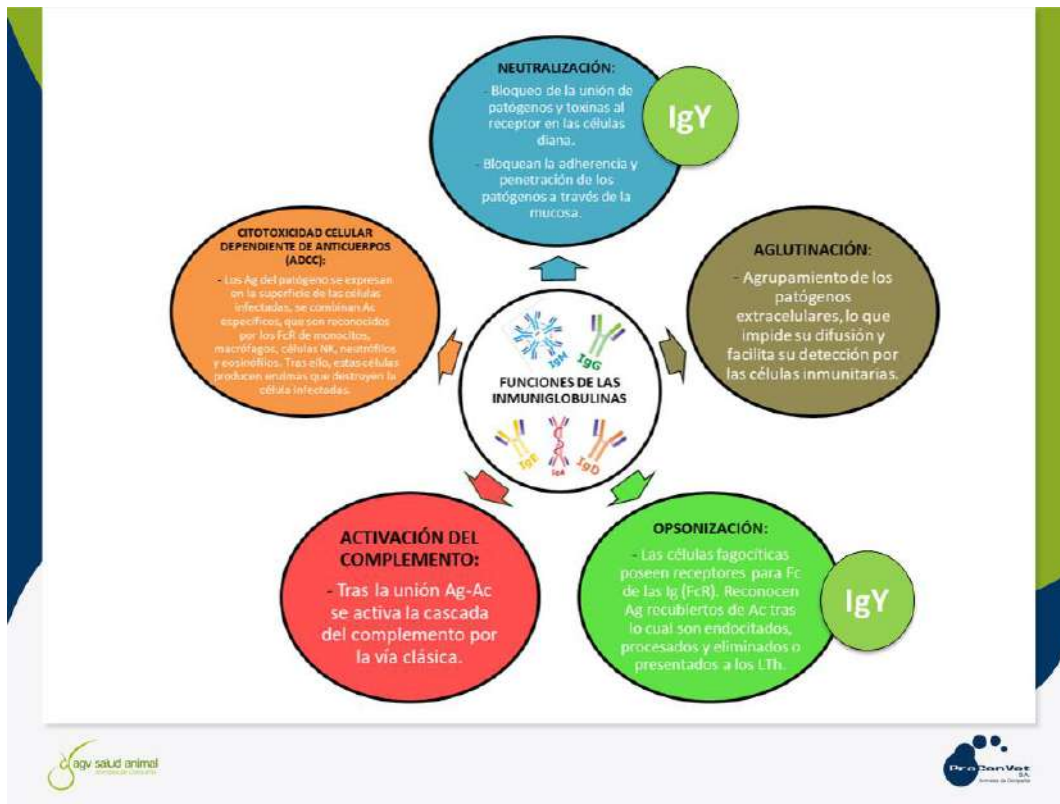 NEUTRALIZACIÓN:
- Bloqueo de la unión de
patógenos y toxinas al
receptor en las células
diana.
- Bloquean la adherencia y
penetración de los
patógenos a través de la
mucosa.
IgY
CITOTOXICIDAD CÉLULAR
DEPENDIENTE DE ANTICUERPOS
(ADCC):
- Los Ag del patógeno se expresan
en la superficie de las células
infectadas, se combinan Ac
específicos, que son reconocidos
por los FcR de monocitos,
macrófagos, células NK, neutrófilos
y eosinófilos. Tras ello, estas células
producen enzimas que destruyen la
célula infectadas.
AGLUTINACIÓN:
- Agrupamiento de los
patógenos
extracelulares, lo que
impide su difusión y
facilita su detección por
las células inmunitarias.
IgM
IgG
FUNCIONES DE LAS
INMUNIGLOBULINAS
IgE
IgA
IgD
ACTIVACIÓN DEL
COMPLEMENTO:
- Tras la unión Ag-Ac
se activa la cascada
del complemento por
la vía clásica.
OPSONIZACIÓN:
- Las células fagocíticas
poseen receptores para Fc
de las Ig (FcR). Reconocen
Ag recubiertos de Ac tras
lo cual son endocitados,
procesados y eliminados o
presentados a los LTh.
IgY
agv salud animal
ProConVet
S.A.